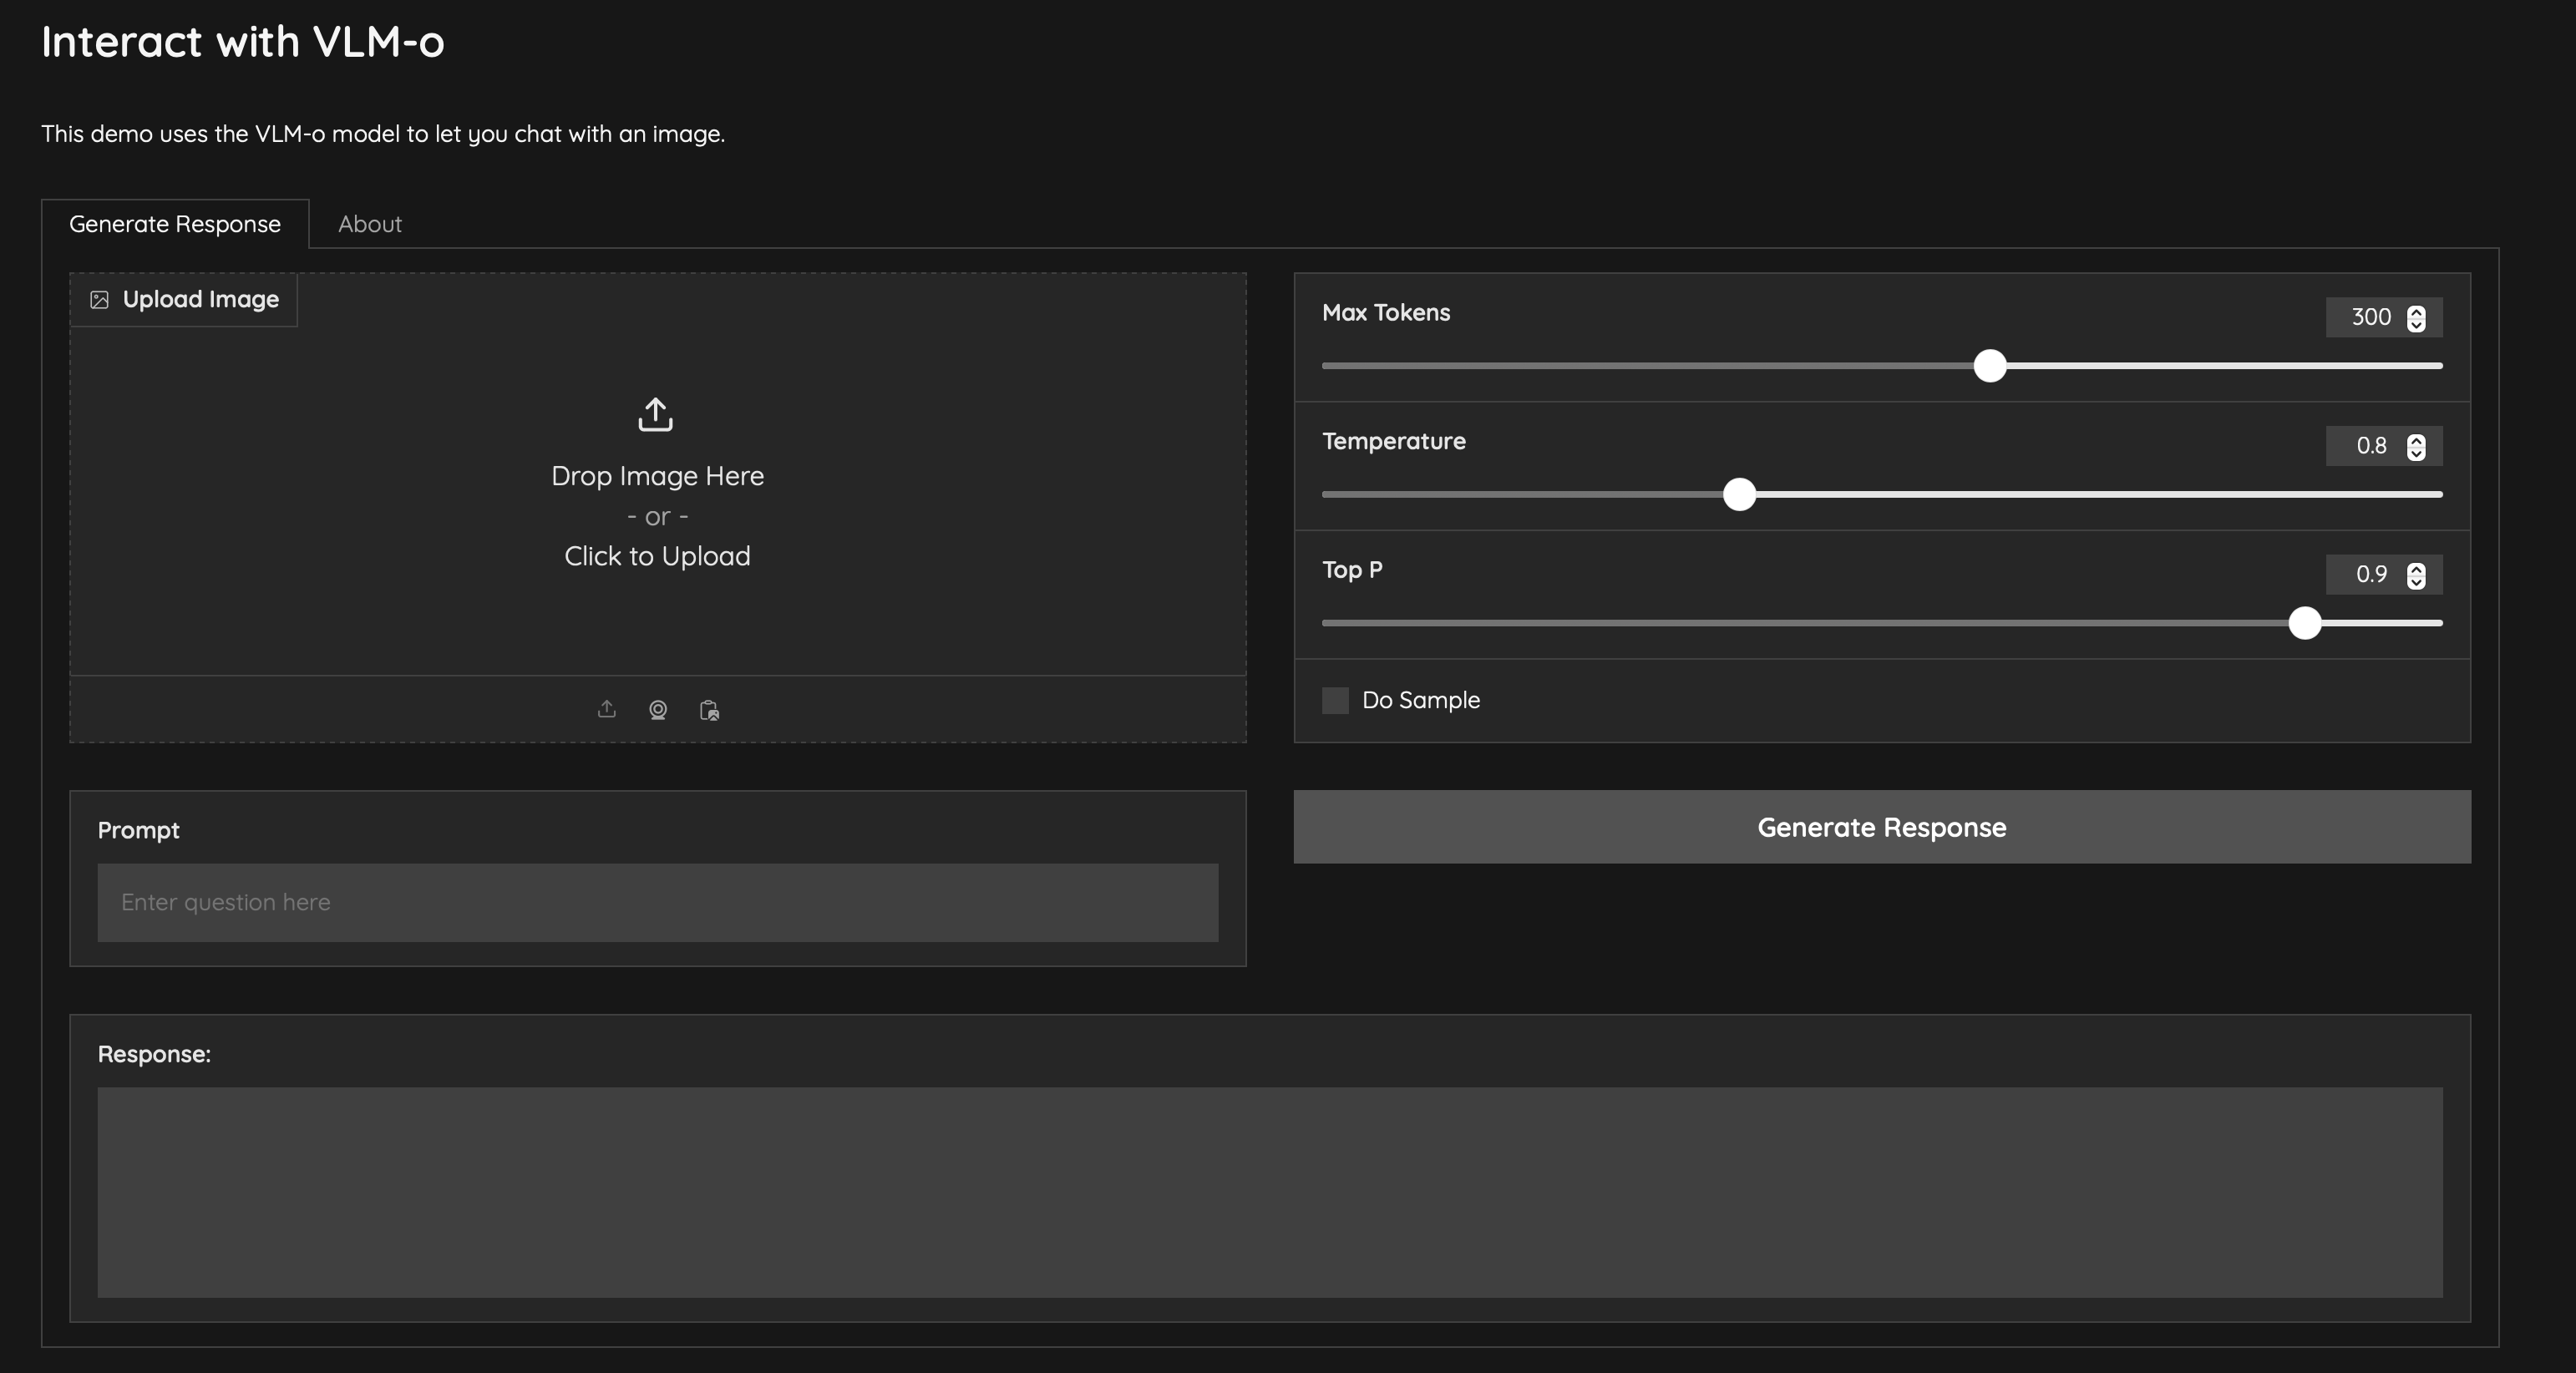 Interact with VLM-o
This demo uses the VLM-o model to let you chat with an image.
Generate Response
About
Upload Image
Drop Image Here
- or -
Click to Upload
Max Tokens
300
Temperature
0.8
Top P
0.9
Do Sample
Prompt
Enter question here
Generate Response
Response: